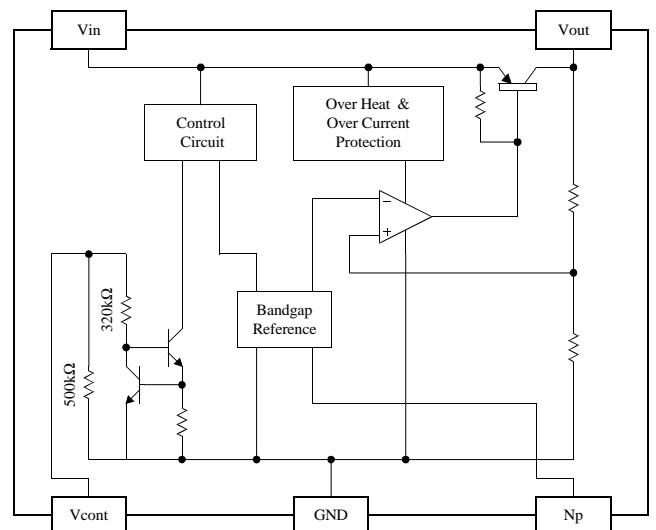 Vin
Vout
Control
Circuit
Over Heat &
Over Current
Protection
−
+
Bandgap
Reference
320kΩ
500kΩ
Vcont
GND
Np